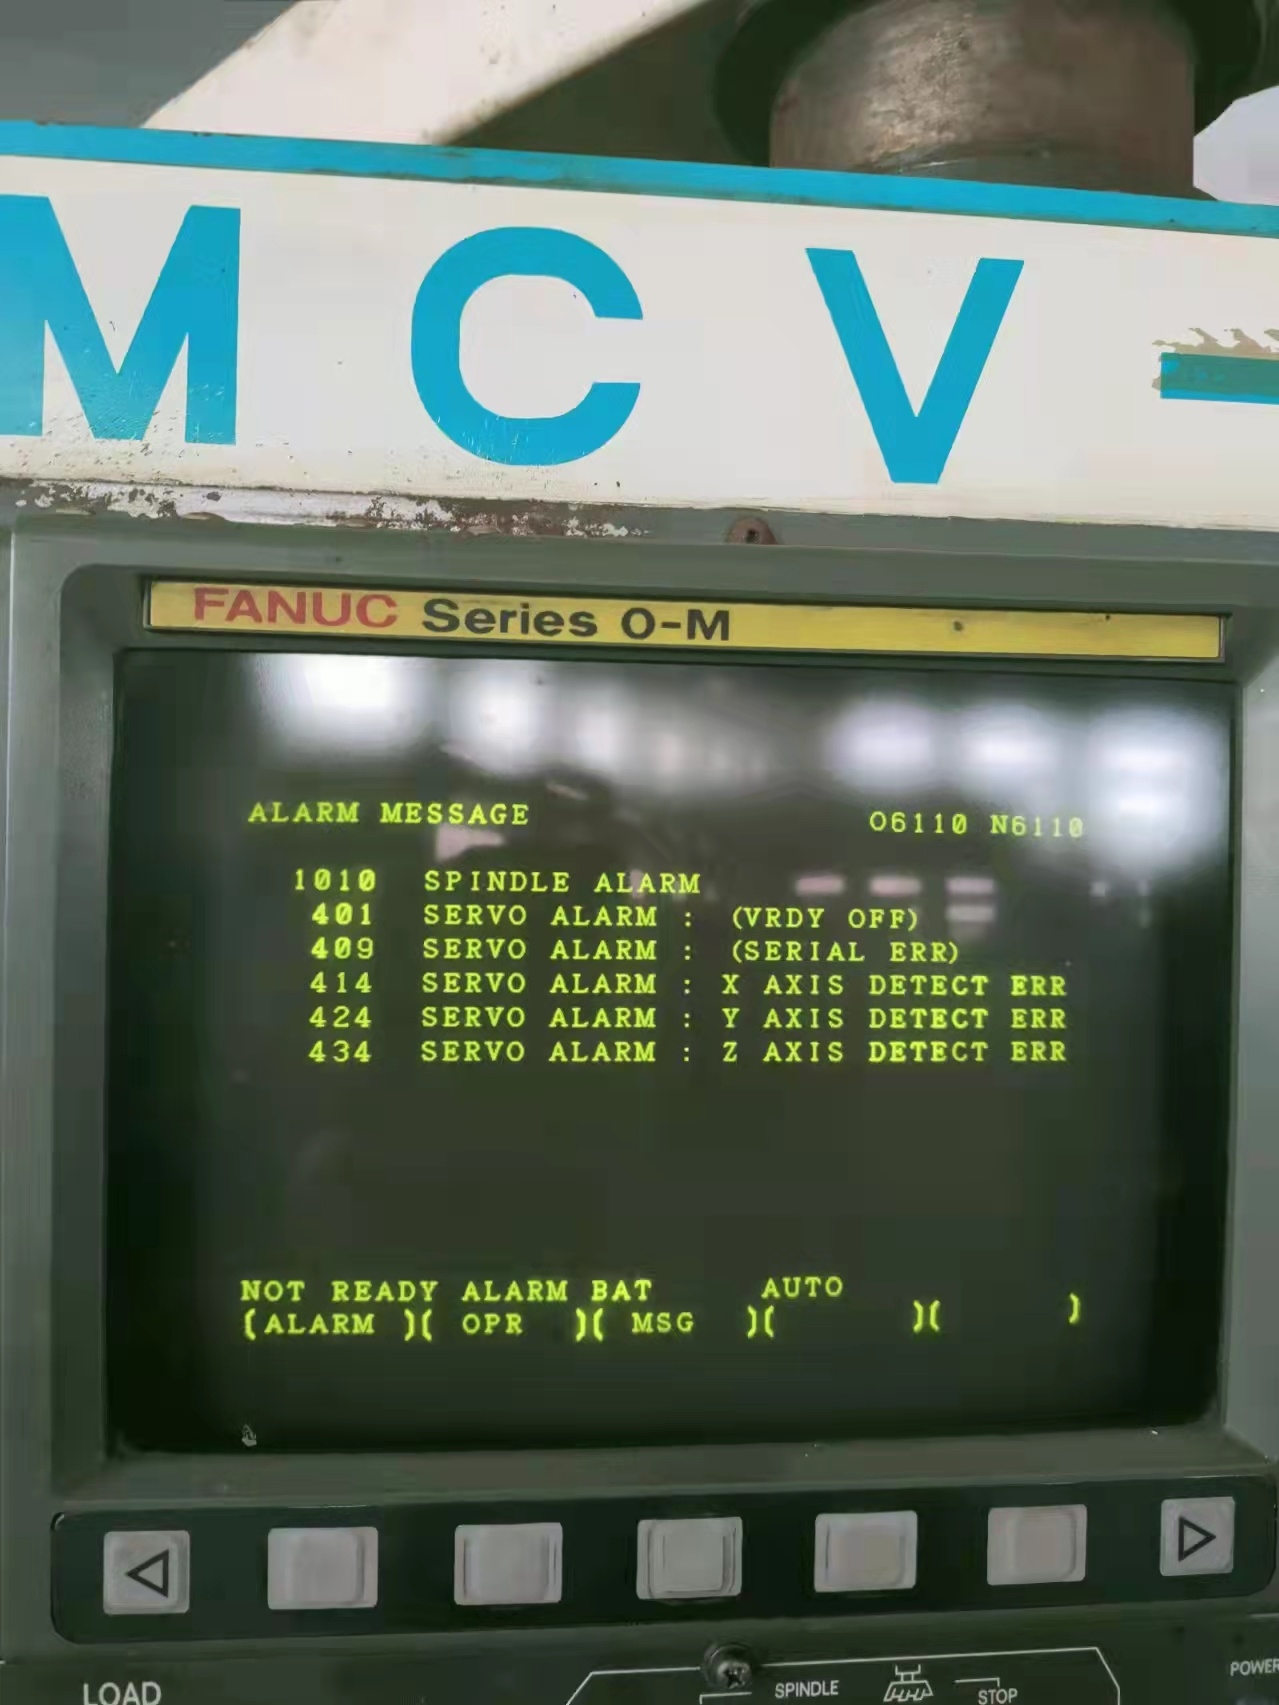 MCV-
FANUC Series O-M
ALARM MESSAGE O6110 N6110
1010 SPINDLE ALARM
401 SERVO ALARM : (VRDY OFF)
409 SERVO ALARM : (SERIAL ERR)
414 SERVO ALARM : X AXIS DETECT ERR
424 SERVO ALARM : Y AXIS DETECT ERR
434 SERVO ALARM : Z AXIS DETECT ERR
NOT READY ALARM BAT AUTO
(ALARM )( OPR )( MSG )( )( )
LOAD
SPINDLE
STOP
POWER